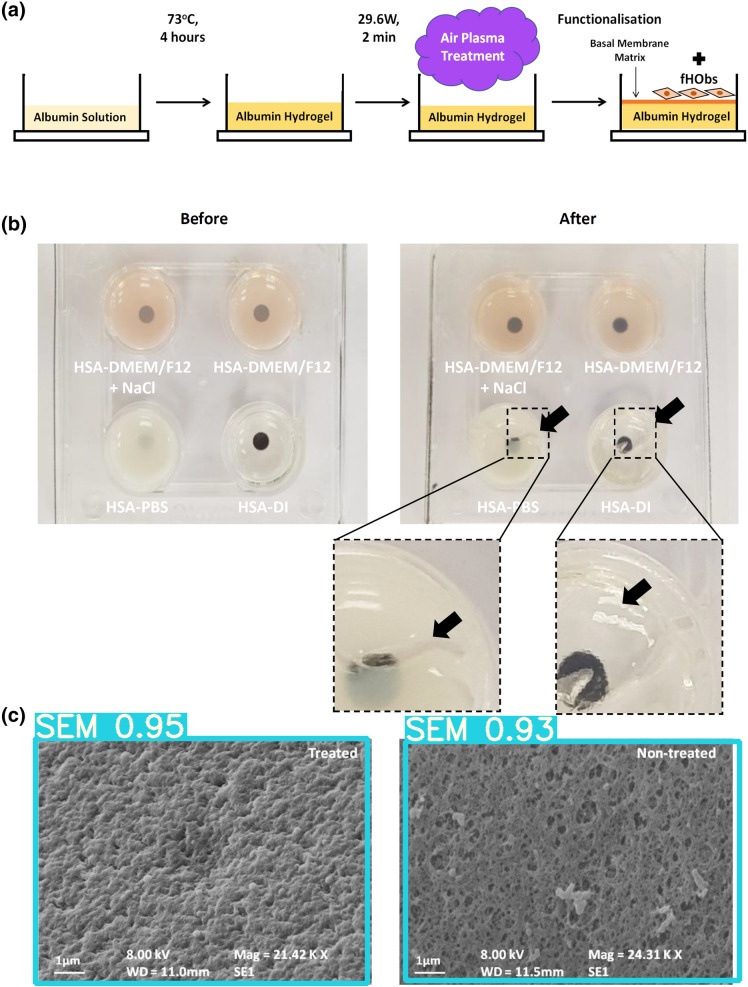 (a)
73°C,
4 hours
29.6W,
2 min
Air Plasma
Treatment
Functionalisation
Basal Membrane
Matrix
+
fHObs
Albumin Solution
Albumin Hydrogel
Albumin Hydrogel
Albumin Hydrogel
(b)
Before
After
HSA-DMEM/F12
+ NaCl
HSA-DMEM/F12
HSA-PBS
HSA-DI
HSA-DMEM/F12
+ NaCl
HSA-DMEM/F12
HSA-PBS
HSA-DI
(c)
SEM 0.95
Treated
1µm
8.00 kV
WD = 11.0mm
Mag = 21.42 K X
SE1
SEM 0.93
Non-treated
1µm
8.00 kV
WD = 11.5mm
Mag = 24.31 K X
SE1